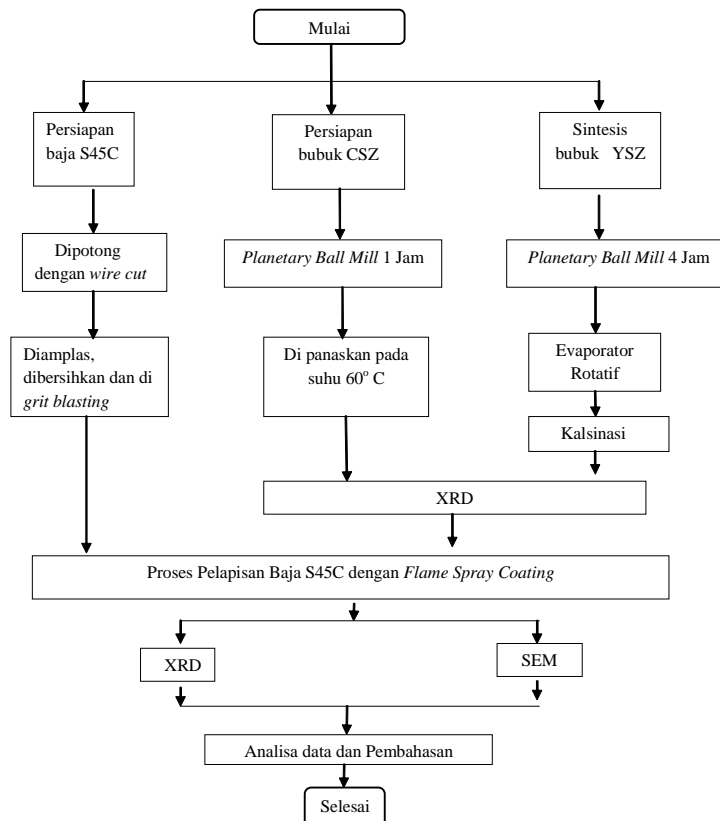 Mulai
Persiapan
baja S45C
Persiapan
bubuk CSZ
Sintesis
bubuk YSZ
Dipotong
dengan wire cut
Planetary Ball Mill 1 Jam
Planetary Ball Mill 4 Jam
Diamplas,
dibersihkan dan di
grit blasting
Di panaskan pada
suhu 60° C
Evaporator
Rotatif
Kalsinasi
XRD
Proses Pelapisan Baja S45C dengan Flame Spray Coating
XRD
SEM
Analisa data dan Pembahasan
Selesai